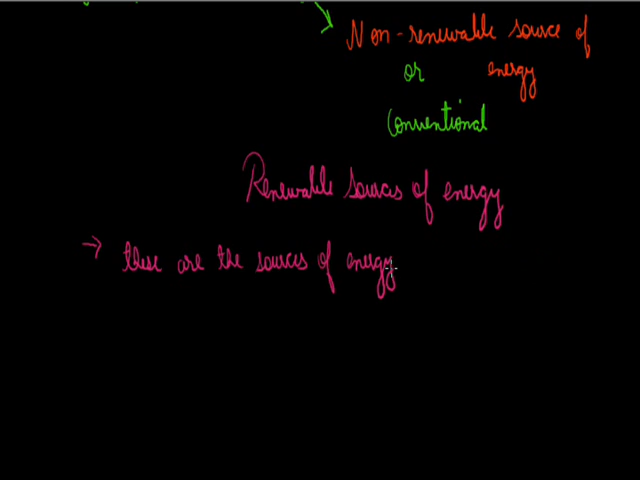 Non-renewable source of
or energy
Conventional
Renewable sources of energy
→ these are the sources of energy